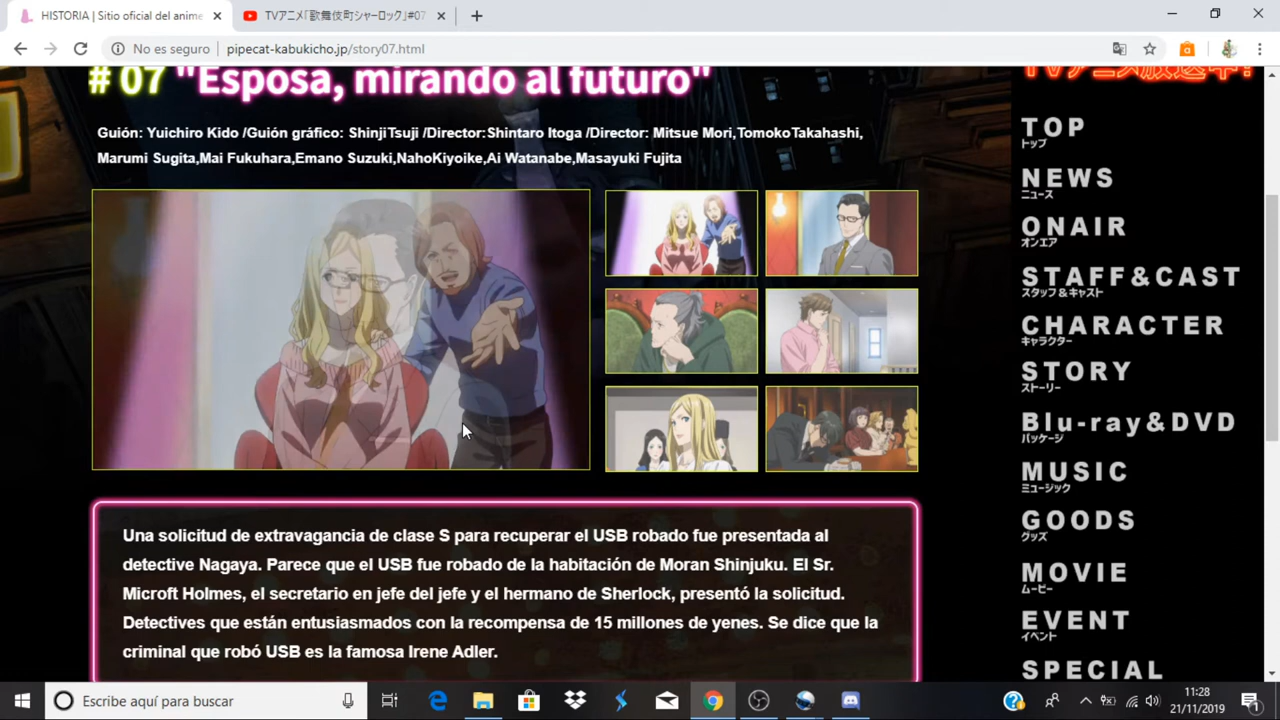 HISTORIA | Sitio oficial del anime
TVアニメ「歌舞伎町シャーロック」#07
No es seguro
pipecat-kabukicho.jp/story07.html
# 07 "Esposa, mirando al futuro"
Guión: Yuichiro Kido /Guión gráfico: ShinjiTsuji /Director:Shintaro Itoga /Director: Mitsue Mori,TomokoTakahashi,
Marumi Sugita,Mai Fukuhara,Emano Suzuki,NahoKiyoike,Ai Watanabe,Masayuki Fujita
Una solicitud de extravagancia de clase S para recuperar el USB robado fue presentada al
detective Nagaya. Parece que el USB fue robado de la habitación de Moran Shinjuku. El Sr.
Microft Holmes, el secretario en jefe del jefe y el hermano de Sherlock, presentó la solicitud.
Detectives que están entusiasmados con la recompensa de 15 millones de yenes. Se dice que la
criminal que robó USB es la famosa Irene Adler.
TVアニメ放送中!
TOP
トップ
NEWS
ニュース
ONAIR
オンエア
STAFF&CAST
スタッフ&キャスト
CHARACTER
キャラクター
STORY
ストーリー
Blu-ray&DVD
パッケージ
MUSIC
ミュージック
GOODS
グッズ
MOVIE
ムービー
EVENT
イベント
SPECIAL
Escribe aquí para buscar
11:28
21/11/2019